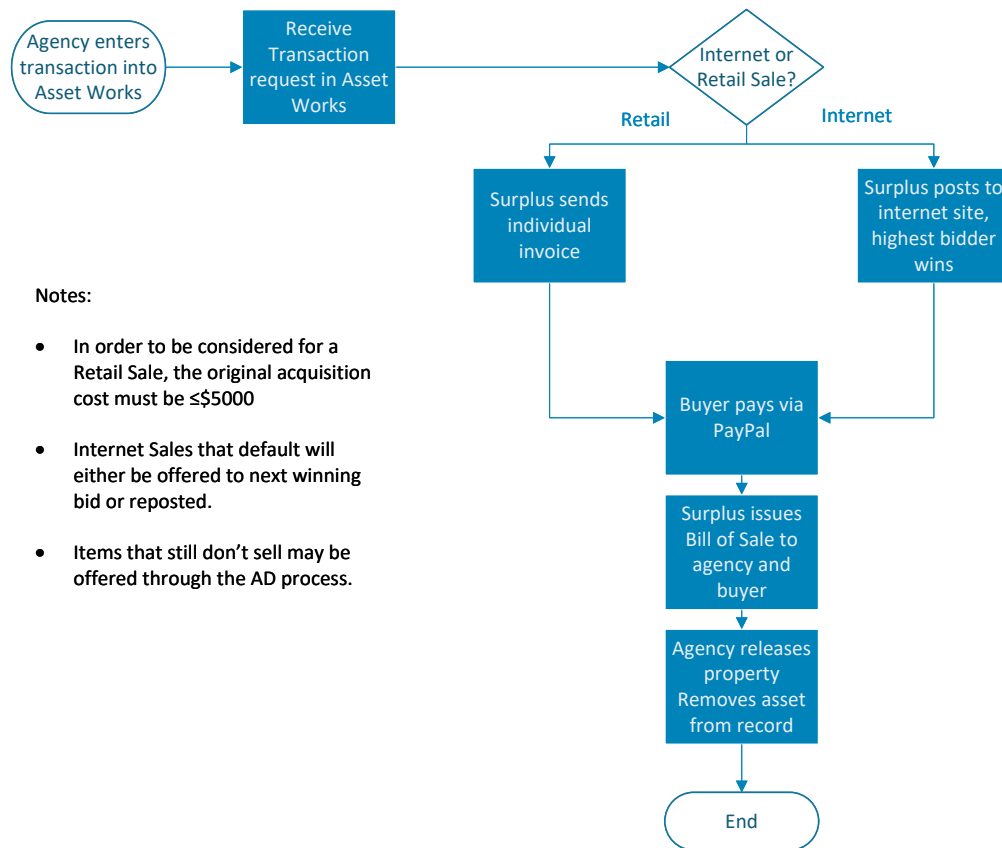 Agency enters
transaction into
Asset Works
Receive
Transaction
request in Asset
Works
Internet or
Retail Sale?
Retail
Internet
Surplus sends
individual
invoice
Surplus posts to
internet site,
highest bidder
wins
Notes:
• In order to be considered for a
Retail Sale, the original acquisition
cost must be ≤$5000
• Internet Sales that default will
either be offered to next winning
bid or reposted.
• Items that still don’t sell may be
offered through the AD process.
Buyer pays via
PayPal
Surplus issues
Bill of Sale to
agency and
buyer
Agency releases
property
Removes asset
from record
End